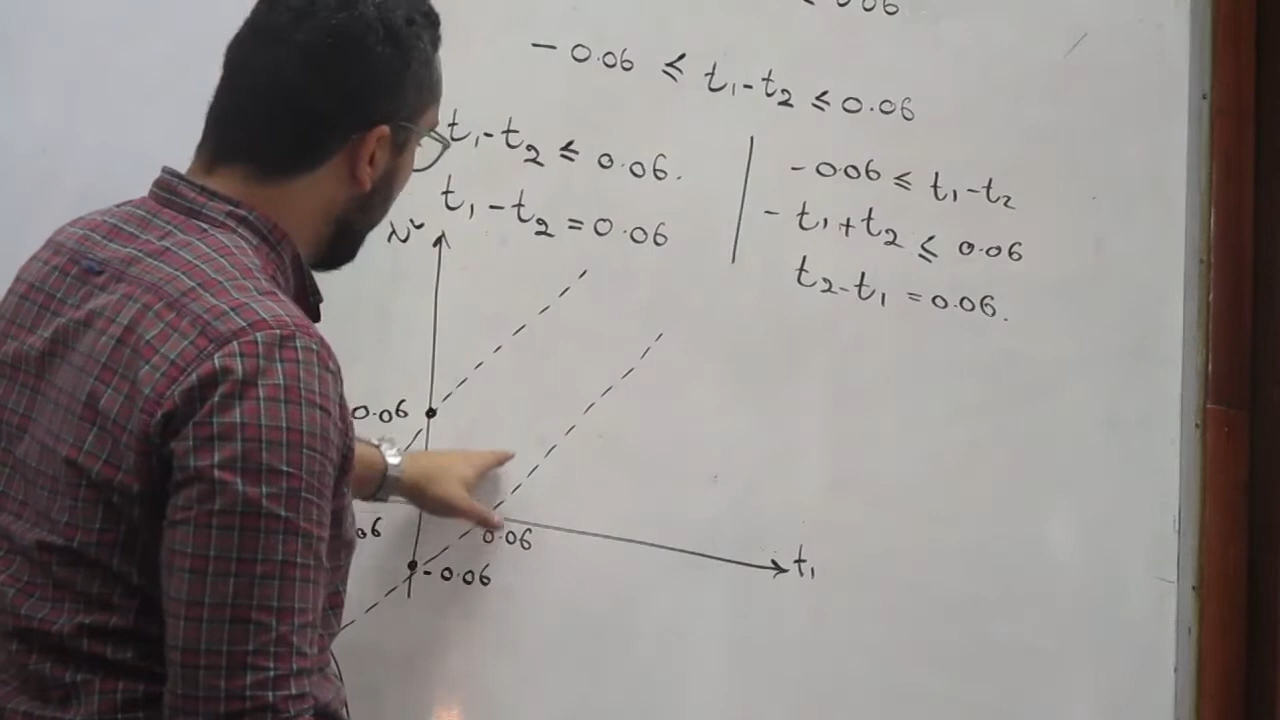 - 0.06 ≤ t₁-t₂ ≤ 0.06
t₁-t₂ ≤ 0.06.
t₁-t₂ = 0.06
-0.06 ≤ t₁-t₂
- t₁+t₂ ≤ 0.06
t₂-t₁ = 0.06.
0.06
06
0.06
-0.06
t₁